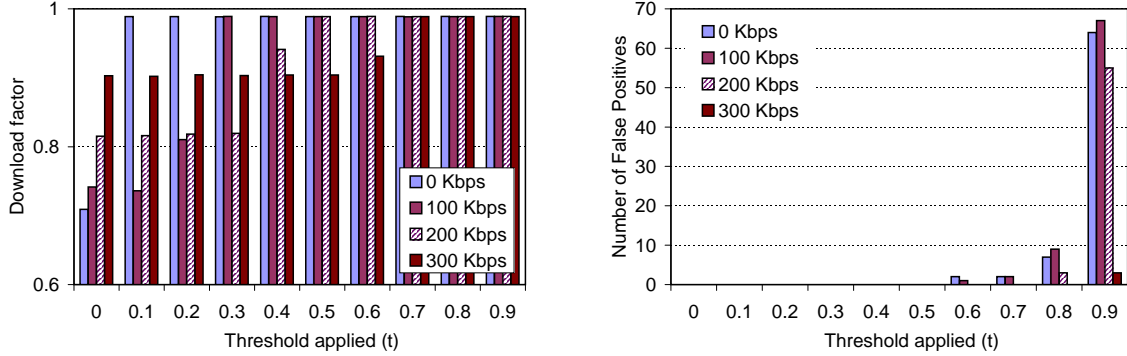 1
0.8
0.6
Download factor
0 Kbps
100 Kbps
200 Kbps
300 Kbps
0 0.1 0.2 0.3 0.4 0.5 0.6 0.7 0.8 0.9
Threshold applied (t)
70
60
50
40
30
20
10
0
Number of False Positives
0 Kbps
100 Kbps
200 Kbps
300 Kbps
0 0.1 0.2 0.3 0.4 0.5 0.6 0.7 0.8 0.9
Threshold applied (t)